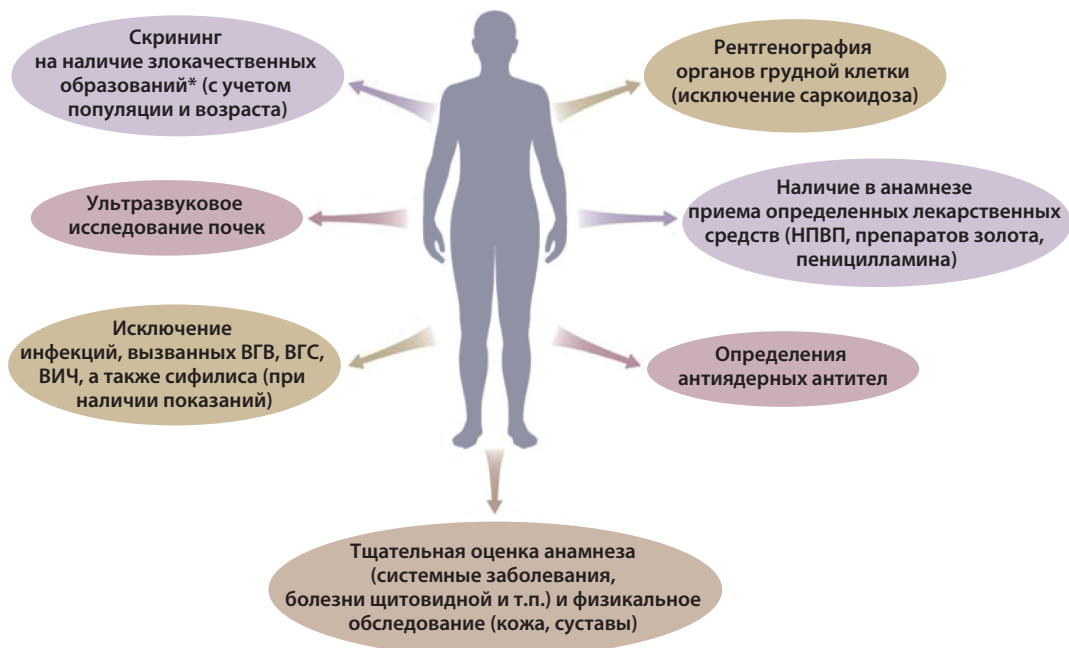 Скрининг
на наличие злокачественных
образований* (с учетом
популяции и возраста)
Рентгенография
органов грудной клетки
(исключение саркоидоза)
Ультразвуковое
исследование почек
Наличие в анамнезе
приема определенных лекарственных
средств (НПВП, препаратов золота,
пеницилламина)
Исключение
инфекций, вызванных ВГВ, ВГС,
ВИЧ, а также сифилиса (при
наличии показаний)
Определения
антиядерных антител
Тщательная оценка анамнеза
(системные заболевания,
болезни щитовидной и т.п.) и физикальное
обследование (кожа, суставы)